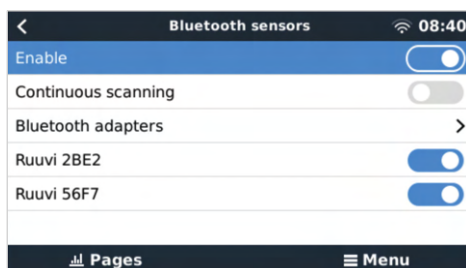 Bluetooth sensors 08:40
Enable
Continuous scanning
Bluetooth adapters
Ruuvi 2BE2
Ruuvi 56F7
Pages Menu